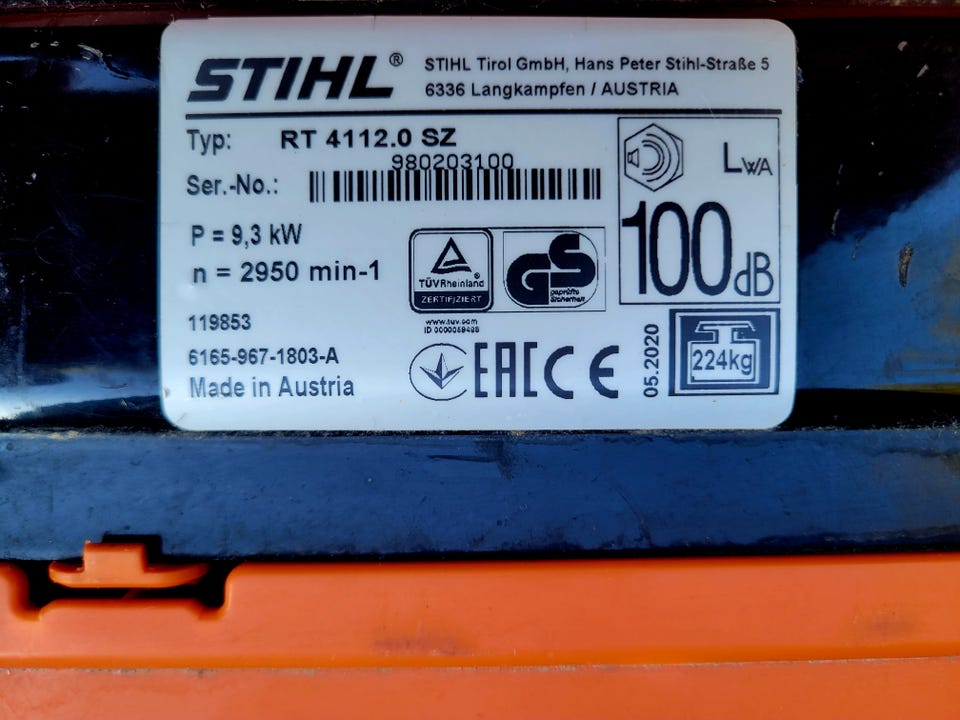 STIHL®
STIHL Tirol GmbH, Hans Peter Stihl-Straße 5
6336 Langkampfen / AUSTRIA
Typ: RT 4112.0 SZ
980203100
Ser.-No.:
P = 9,3 kW
n = 2950 min-1
119853
6165-967-1803-A
Made in Austria
TÜVRheinland®
ZERTIFIZIERT
www.tuv.com
ID 0000059485
GS
geprüfte
Sicherheit
LWA
100dB
EAC CE
05.2020
224kg